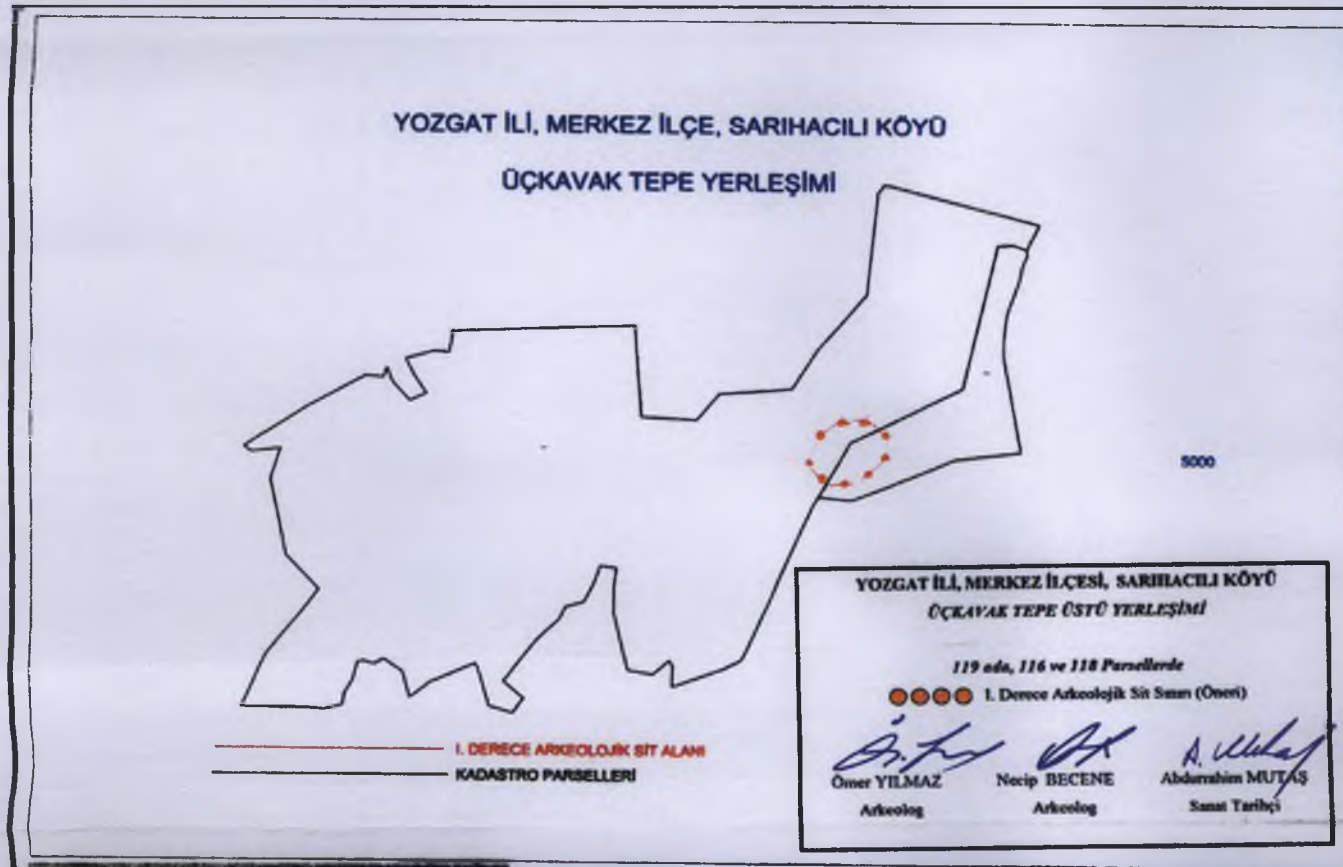 YOZGAT İLİ, MERKEZ İLÇE, SARIHACILI KÖYÜ
ÜÇKAVAK TEPE YERLEŞİMİ
5000
I. DERECE ARKEOLOJİK SİT ALANI
KADASTRO PARSELLERİ
YOZGAT İLİ, MERKEZ İLÇESİ, SARIHACILI KÖYÜ
ÜÇKAVAK TEPE ÜSTÜ YERLEŞİMİ
119 ada, 116 ve 118 Parsellerde
I. Derece Arkeolojik Sit Sınırı (Öneri)
Ömer YILMAZ Necip BECENE Abdurrahim MUTAŞ
Arkeolog Arkeolog Sanat Tarihçi